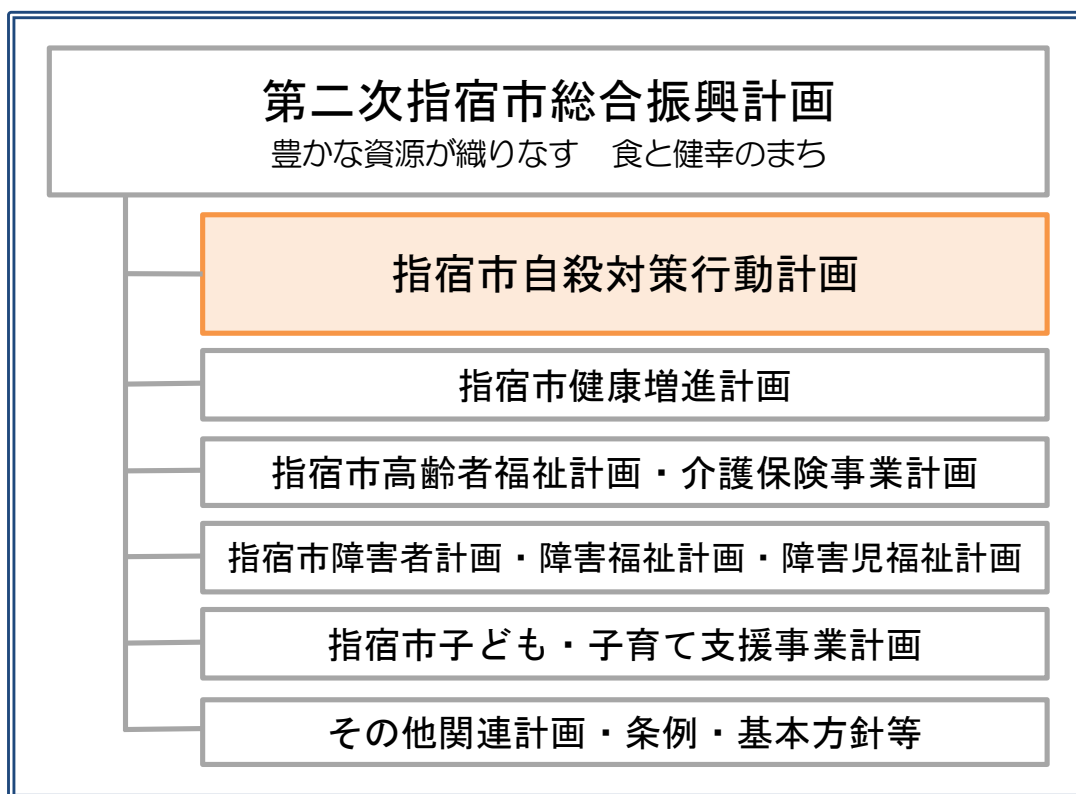 第二次指宿市総合振興計画
豊かな資源が織りなす　食と健幸のまち
指宿市自殺対策行動計画
指宿市健康増進計画
指宿市高齢者福祉計画・介護保険事業計画
指宿市障害者計画・障害福祉計画・障害児福祉計画
指宿市子ども・子育て支援事業計画
その他関連計画・条例・基本方針等